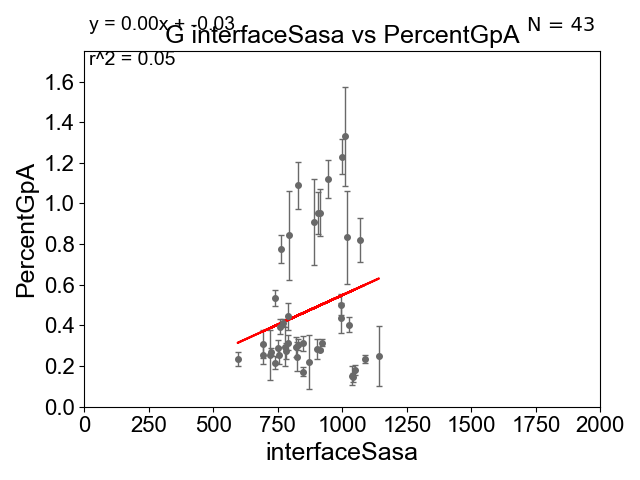 y = 0.00x + -0.03
N = 43
G interfaceSasa vs PercentGpA
r^2 = 0.05
PercentGpA
1.6
1.4
1.2
1.0
0.8
0.6
0.4
0.2
0.0
0 250 500 750 1000 1250 1500 1750 2000
interfaceSasa